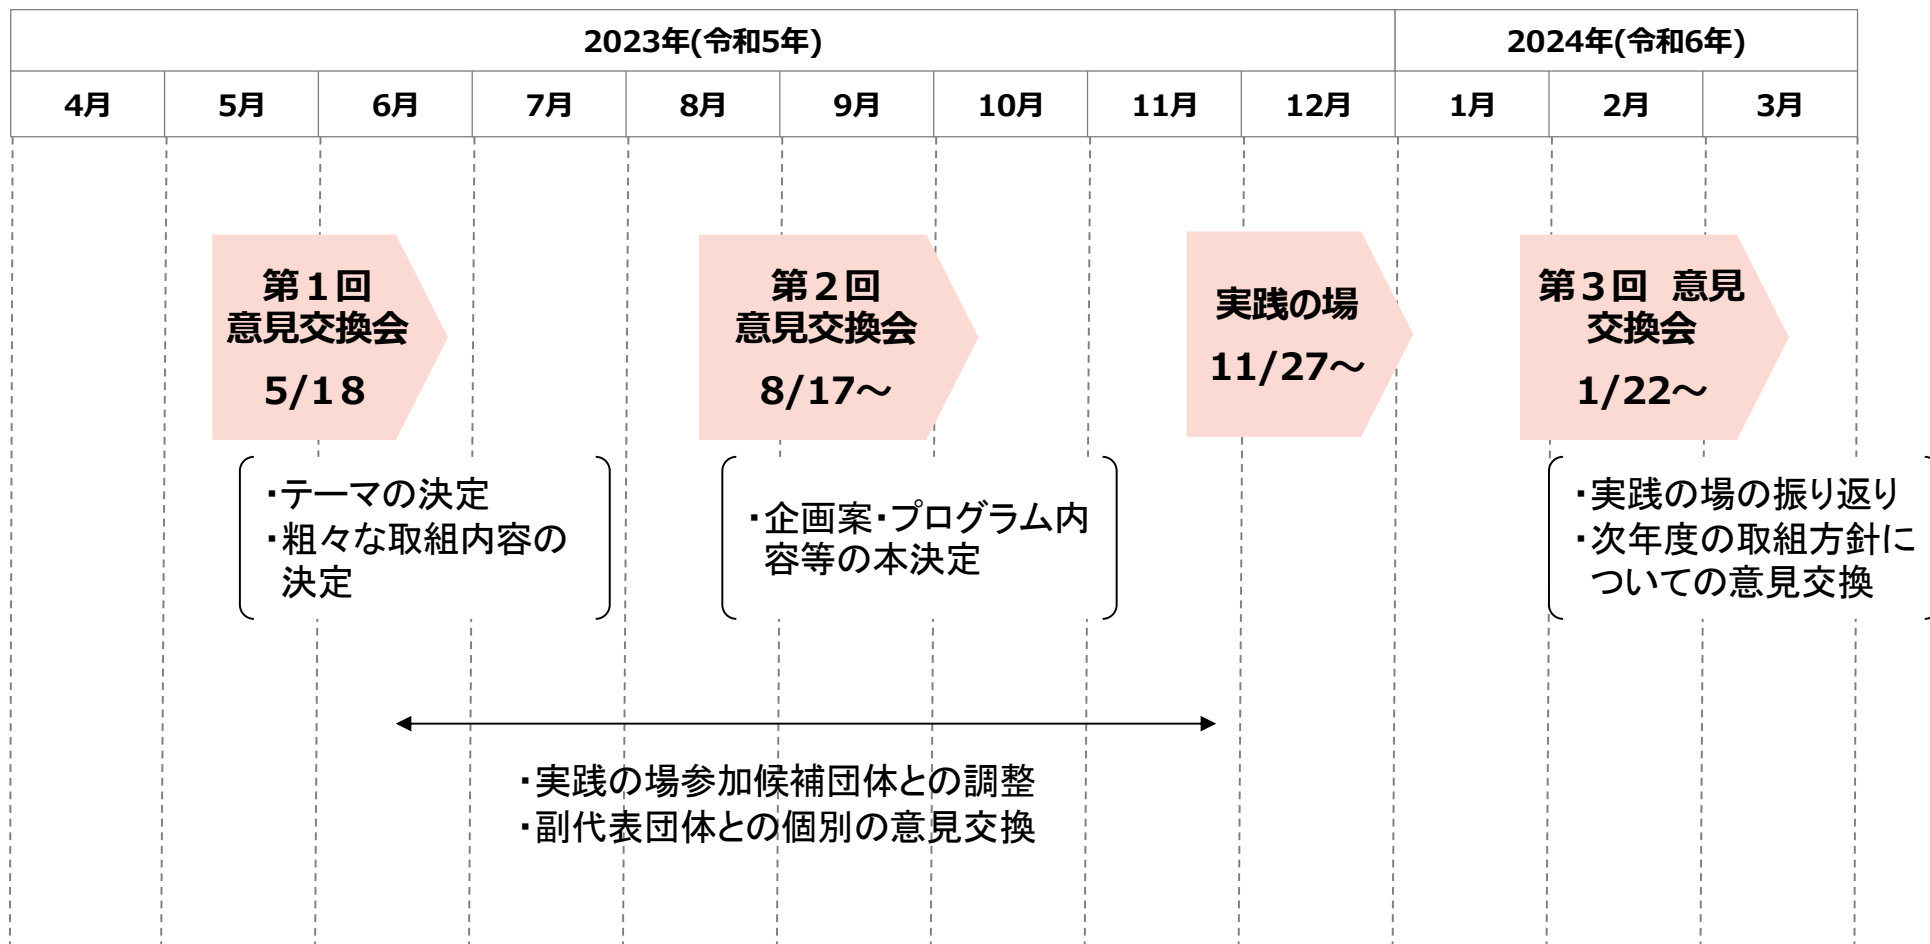 2023年(令和5年)
2024年(令和6年)
4月
5月
6月
7月
8月
9月
10月
11月
12月
1月
2月
3月
第１回
意見交換会
5/1８
第２回
意見交換会
8/17～
実践の場
11/27～
第３回 意見
交換会
1/22～
・テーマの決定
・粗々な取組内容の
決定
・企画案・プログラム内
容等の本決定
・実践の場の振り返り
・次年度の取組方針に
ついての意見交換
・実践の場参加候補団体との調整
・副代表団体との個別の意見交換